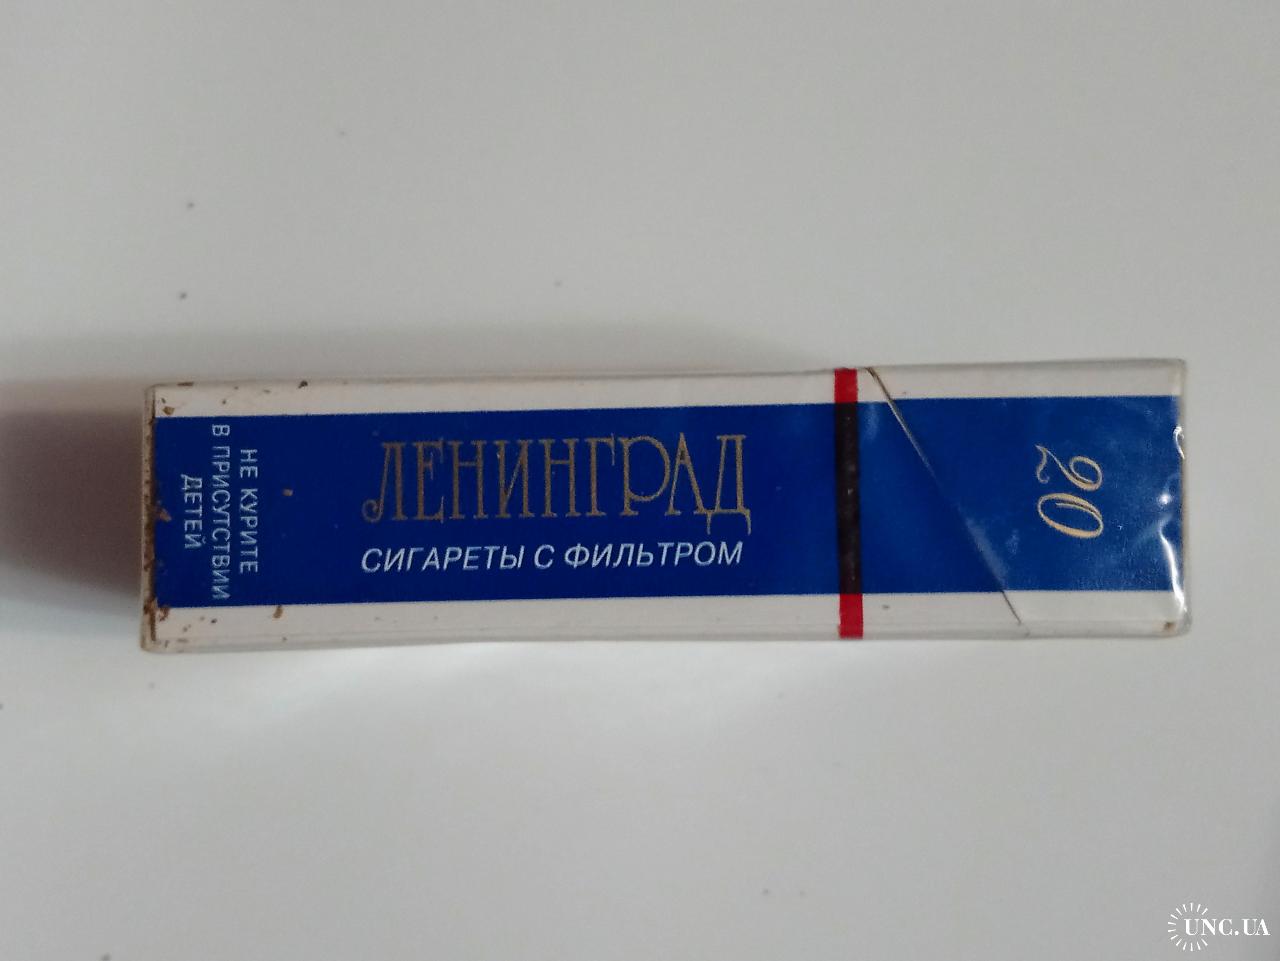 ЛЕНИНГРАД
СИГАРЕТЫ С ФИЛЬТРОМ
НЕ КУРИТЕ
В ПРИСУТСТВИИ
ДЕТЕЙ
20
UNC.UA